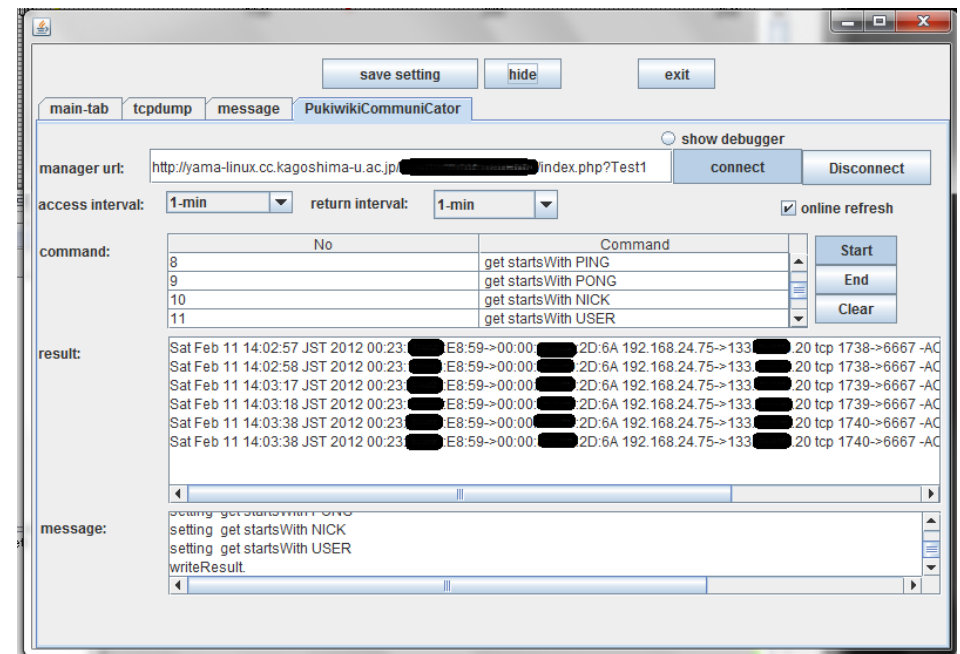 save setting hide exit
main-tab tcpdump message PukiwikiCommuniCator
show debugger
manager url: http://yama-linux.cc.kagoshima-u.ac.jp/ /index.php?Test1 connect Disconnect
access interval: 1-min return interval: 1-min online refresh
command: No Command Start
8 get startsWith PING
9 get startsWith PONG End
10 get startsWith NICK
11 get startsWith USER Clear
result: Sat Feb 11 14:02:57 JST 2012 00:23: :E8:59->00:00: :2D:6A 192.168.24.75->133. .20 tcp 1738->6667 -AC
Sat Feb 11 14:02:58 JST 2012 00:23: :E8:59->00:00: :2D:6A 192.168.24.75->133. .20 tcp 1738->6667 -AC
Sat Feb 11 14:03:17 JST 2012 00:23: :E8:59->00:00: :2D:6A 192.168.24.75->133. .20 tcp 1739->6667 -AC
Sat Feb 11 14:03:18 JST 2012 00:23: :E8:59->00:00: :2D:6A 192.168.24.75->133. .20 tcp 1739->6667 -AC
Sat Feb 11 14:03:38 JST 2012 00:23: :E8:59->00:00: :2D:6A 192.168.24.75->133. .20 tcp 1740->6667 -AC
Sat Feb 11 14:03:38 JST 2012 00:23: :E8:59->00:00: :2D:6A 192.168.24.75->133. .20 tcp 1740->6667 -AC
message: setting get startsWith PONG
setting get startsWith NICK
setting get startsWith USER
writeResult.